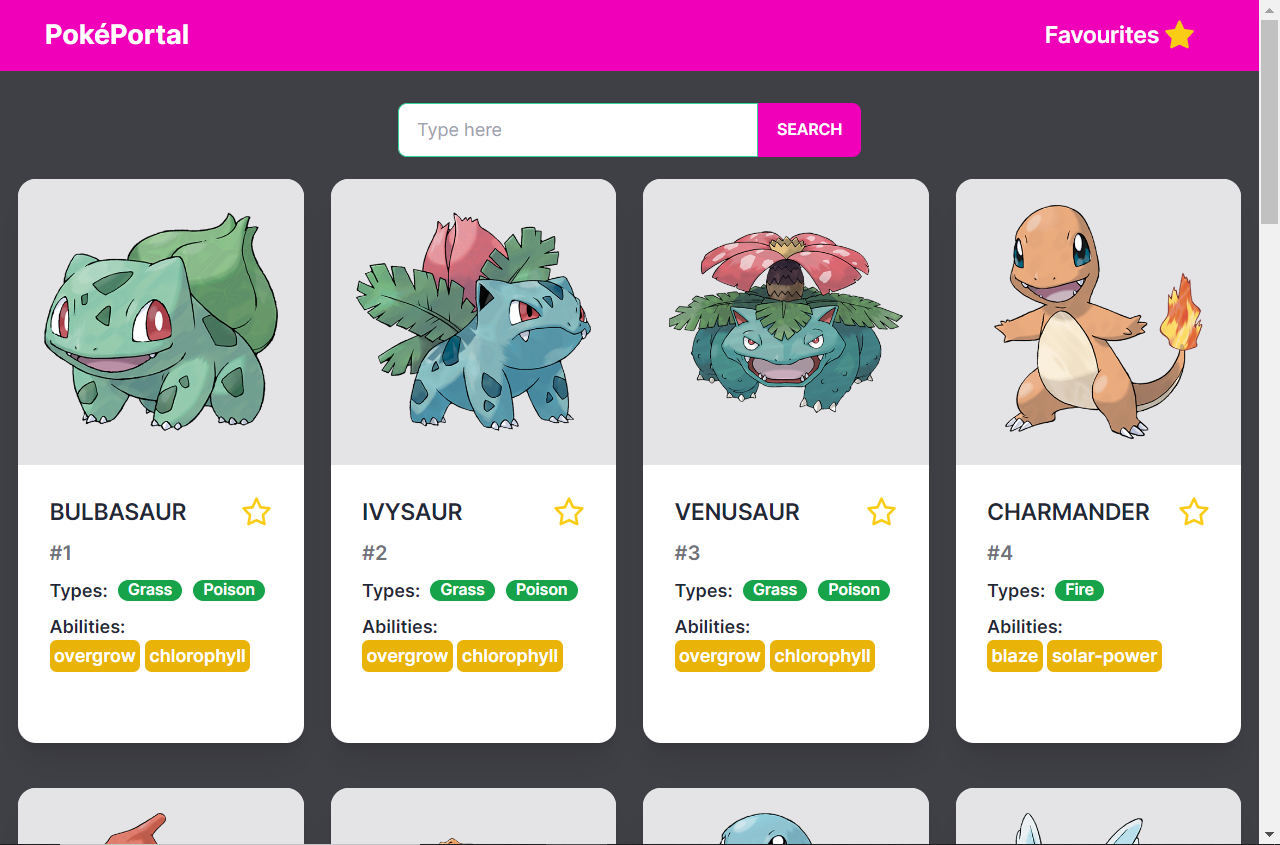 PokéPortal
Favourites
Type here
SEARCH
BULBASAUR
#1
Types: Grass Poison
Abilities:
overgrow chlorophyll
IVYSAUR
#2
Types: Grass Poison
Abilities:
overgrow chlorophyll
VENUSAUR
#3
Types: Grass Poison
Abilities:
overgrow chlorophyll
CHARMANDER
#4
Types: Fire
Abilities:
blaze solar-power